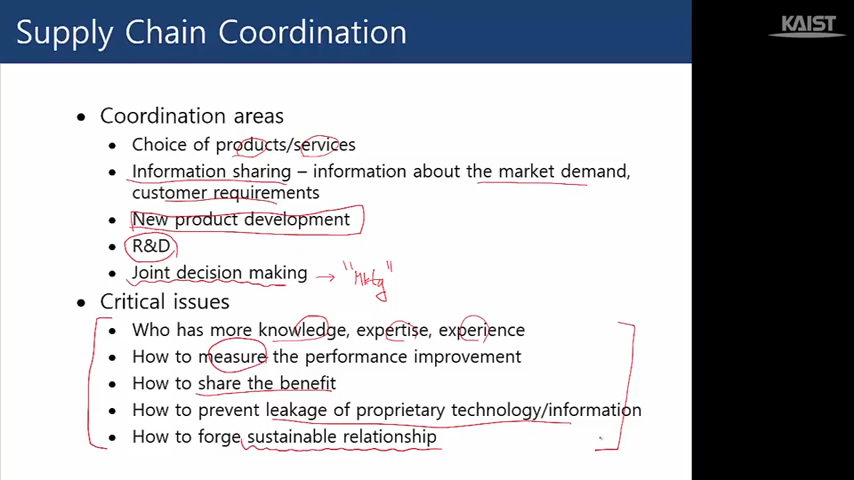 Supply Chain Coordination
KAIST
Coordination areas
Choice of products/services
Information sharing – information about the market demand,
customer requirements
New product development
R&D
Joint decision making → "Mktg"
Critical issues
Who has more knowledge, expertise, experience
How to measure the performance improvement
How to share the benefit
How to prevent leakage of proprietary technology/information
How to forge sustainable relationship